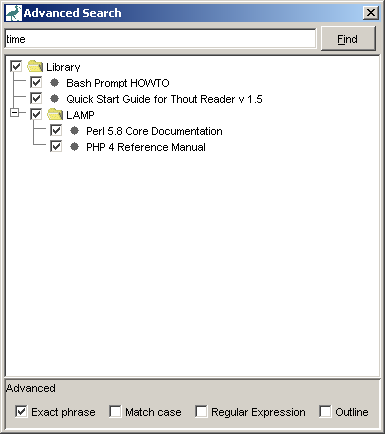 Advanced Search
time
Find
Library
Bash Prompt HOWTO
Quick Start Guide for Thout Reader v 1.5
LAMP
Perl 5.8 Core Documentation
PHP 4 Reference Manual
Advanced
Exact phrase Match case Regular Expression Outline